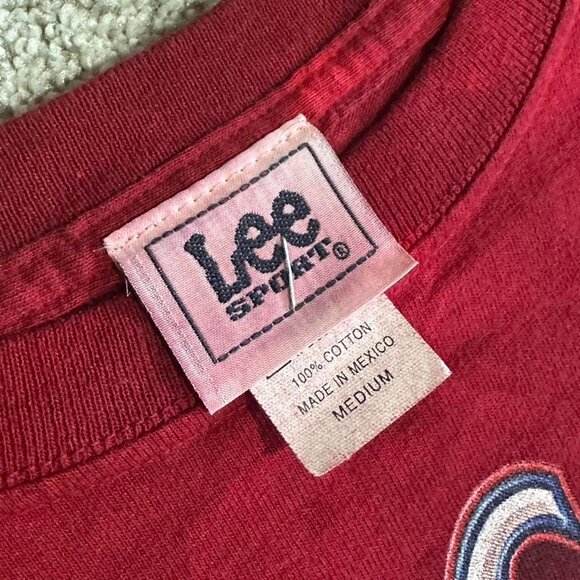 Lee
SPORT®
100% COTTON
MADE IN MEXICO
MEDIUM